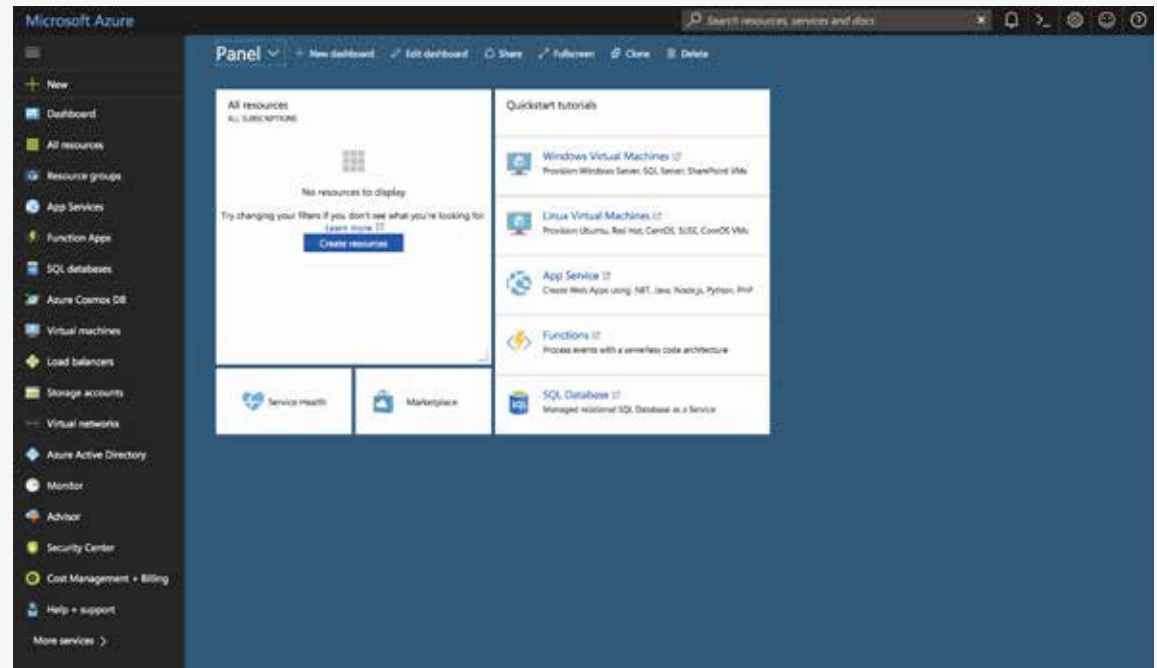 Microsoft Azure
Search resources, services and docs
Panel
+ New dashboard
Edit dashboard
Share
Fullscreen
Clone
Delete
New
Dashboard
All resources
Resource groups
App Services
Function Apps
SQL databases
Azure Cosmos DB
Virtual machines
Load balancers
Storage accounts
Virtual networks
Azure Active Directory
Monitor
Advisor
Security Center
Cost Management + Billing
Help + support
More services
All resources
ALL SUBSCRIPTIONS
No resources to display
Try changing your filters if you don't see what you're looking for.
Learn more
Create resources
Service Health
Marketplace
Quickstart tutorials
Windows Virtual Machines
Provision Windows Server, SQL Server, SharePoint VMs
Linux Virtual Machines
Provision Ubuntu, Red Hat, CentOS, SUSE, CoreOS VMs
App Service
Create Web Apps using .NET, Java, Node.js, Python, PHP
Functions
Process events with a serverless code architecture
SQL Database
Managed relational SQL Database as a Service
SQL